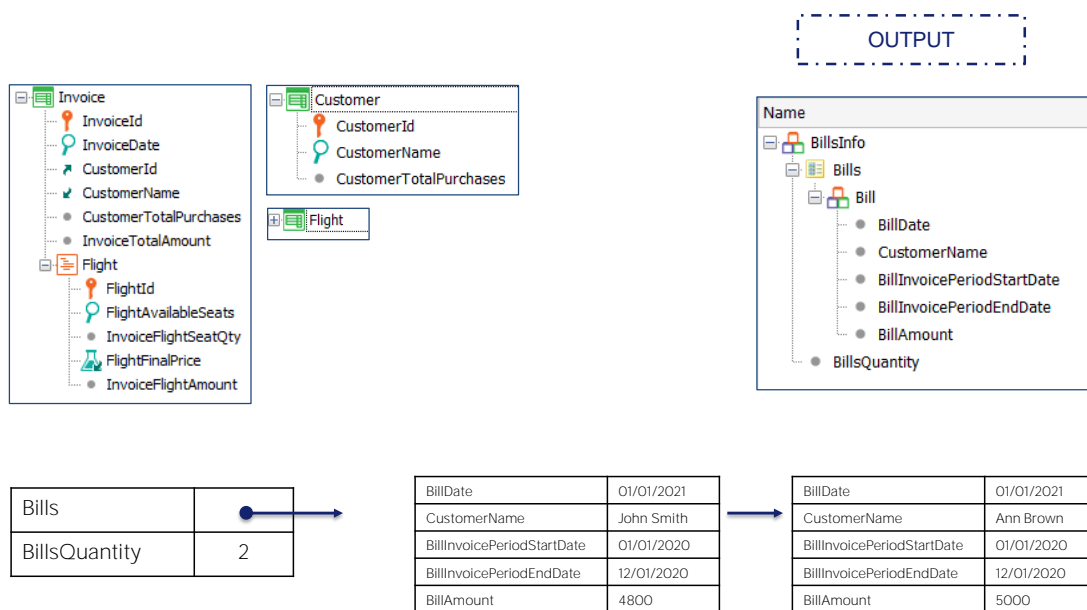 OUTPUT
Invoice
InvoiceId
InvoiceDate
CustomerId
CustomerName
CustomerTotalPurchases
InvoiceTotalAmount
Flight
FlightId
FlightAvailableSeats
InvoiceFlightSeatQty
FlightFinalPrice
InvoiceFlightAmount
Customer
CustomerId
CustomerName
CustomerTotalPurchases
Flight
Name
BillsInfo
Bills
Bill
BillDate
CustomerName
BillInvoicePeriodStartDate
BillInvoicePeriodEndDate
BillAmount
BillsQuantity
Bills
BillsQuantity 2
BillDate 01/01/2021
CustomerName John Smith
BillInvoicePeriodStartDate 01/01/2020
BillInvoicePeriodEndDate 12/01/2020
BillAmount 4800
BillDate 01/01/2021
CustomerName Ann Brown
BillInvoicePeriodStartDate 01/01/2020
BillInvoicePeriodEndDate 12/01/2020
BillAmount 5000